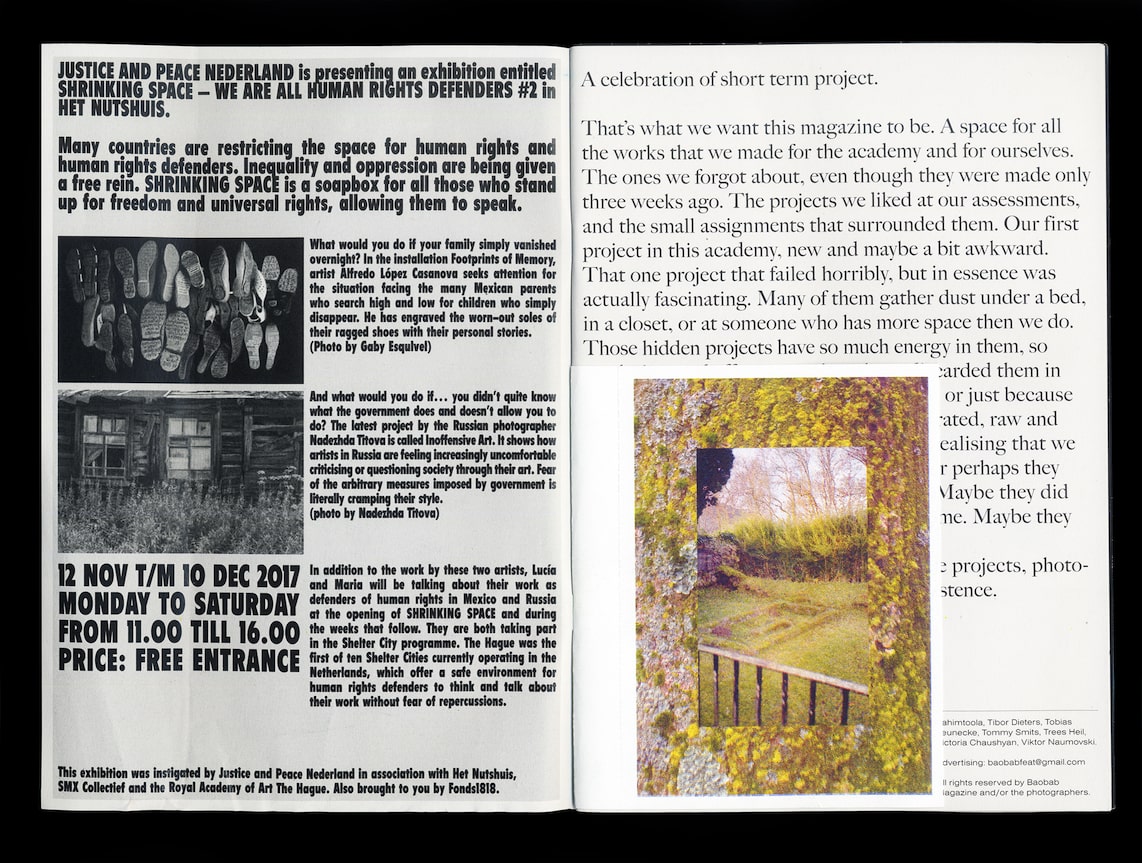 JUSTICE AND PEACE NEDERLAND is presenting an exhibition entitled
SHRINKING SPACE – WE ARE ALL HUMAN RIGHTS DEFENDERS #2 in
HET NUTSHUIS.
Many countries are restricting the space for human rights and
human rights defenders. Inequality and oppression are being given
a free rein. SHRINKING SPACE is a soapbox for all those who stand
up for freedom and universal rights, allowing them to speak.
What would you do if your family simply vanished
overnight? In the installation Footprints of Memory,
artist Alfredo López Casanova seeks attention for
the situation facing the many Mexican parents
who search high and low for children who simply
disappear. He has engraved the worn–out soles of
their ragged shoes with their personal stories.
(Photo by Gaby Esquivel)
And what would you do if... you didn't quite know
what the government does and doesn't allow you to
do? The latest project by the Russian photographer
Nadezhda Titova is called Inoffensive Art. It shows how
artists in Russia are feeling increasingly uncomfortable
criticising or questioning society through their art. Fear
of the arbitrary measures imposed by government is
literally cramping their style.
(photo by Nadezhda Titova)
12 NOV T/M 10 DEC 2017
MONDAY TO SATURDAY
FROM 11.00 TILL 16.00
PRICE: FREE ENTRANCE
In addition to the work by these two artists, Lucía
and Maria will be talking about their work as
defenders of human rights in Mexico and Russia
at the opening of SHRINKING SPACE and during
the weeks that follow. They are both taking part
in the Shelter City programme. The Hague was the
first of ten Shelter Cities currently operating in the
Netherlands, which offer a safe environment for
human rights defenders to think and talk about
their work without fear of repercussions.
This exhibition was instigated by Justice and Peace Nederland in association with Het Nutshuis,
SMX Collectief and the Royal Academy of Art The Hague. Also brought to you by Fonds1818.
A celebration of short term project.
That's what we want this magazine to be. A space for all
the works that we made for the academy and for ourselves.
The ones we forgot about, even though they were made only
three weeks ago. The projects we liked at our assessments,
and the small assignments that surrounded them. Our first
project in this academy, new and maybe a bit awkward.
That one project that failed horribly, but in essence was
actually fascinating. Many of them gather dust under a bed,
in a closet, or at someone who has more space then we do.
Those hidden projects have so much energy in them, so
carded them in
or just because
rated, raw and
ealising that we
r perhaps they
Maybe they did
me. Maybe they
e projects, photo-
stence.
ahimtoola, Tibor Dieters, Tobias
eunecke, Tommy Smits, Trees Heil,
ictoria Chaushyan, Viktor Naumovski.
dvertising: baobabfeat@gmail.com
ll rights reserved by Baobab
agazine and/or the photographers.